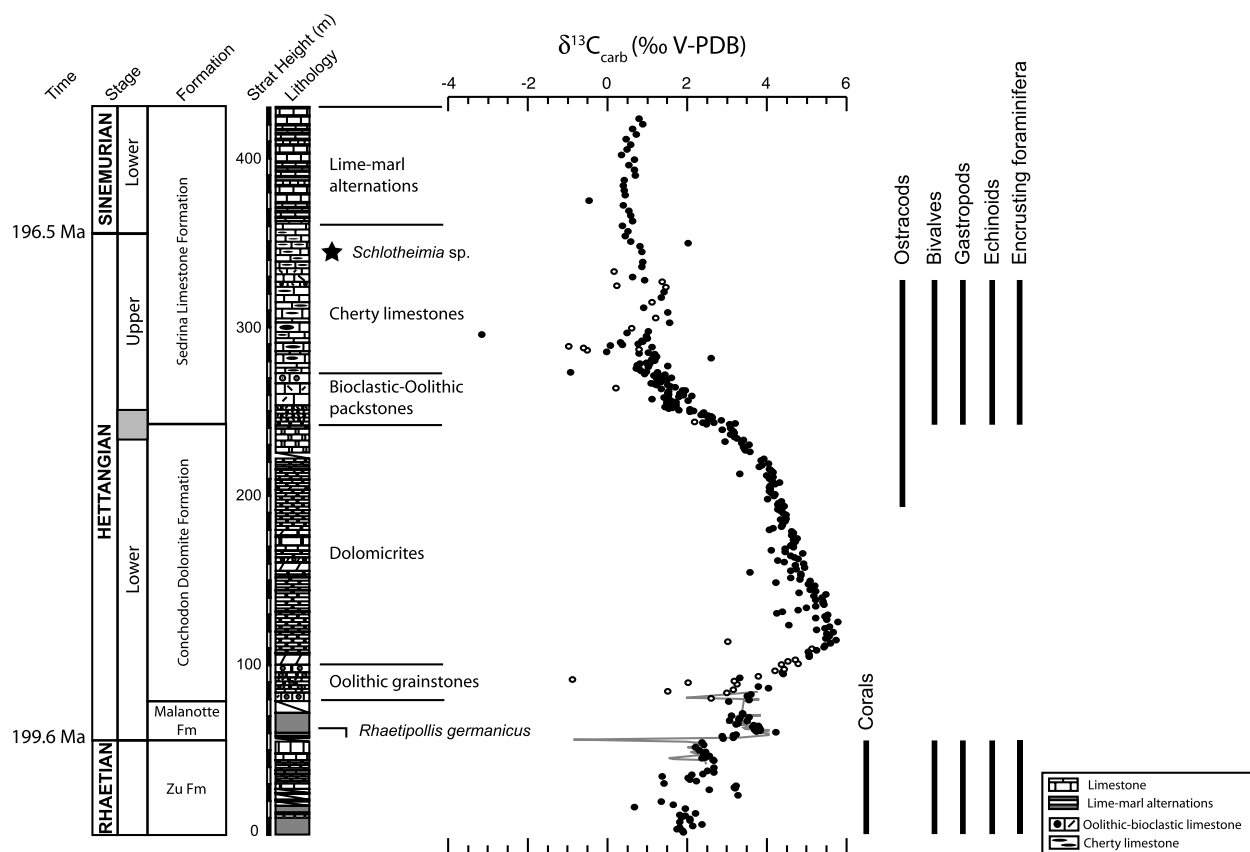 δ13Ccarb (‰ V-PDB)
Time
Stage
Formation
Strat Height (m)
Lithology
-4 -2 0 2 4 6
SINEMURIAN
Lower
Sedrina Limestone Formation
400
Lime-marl
alternations
196.5 Ma
Schlotheimia sp.
HETTANGIAN
Upper
300
Cherty limestones
Bioclastic-Oolithic
packstones
Lower
Conchodon Dolomite Formation
200
Dolomicrites
100
Oolithic grainstones
Malanotte
Fm
Rhaetipollis germanicus
199.6 Ma
RHAETIAN
Zu Fm
0
Corals
Ostracods
Bivalves
Gastropods
Echinoids
Encrusting foraminifera
Limestone
Lime-marl alternations
Oolithic-bioclastic limestone
Cherty limestone